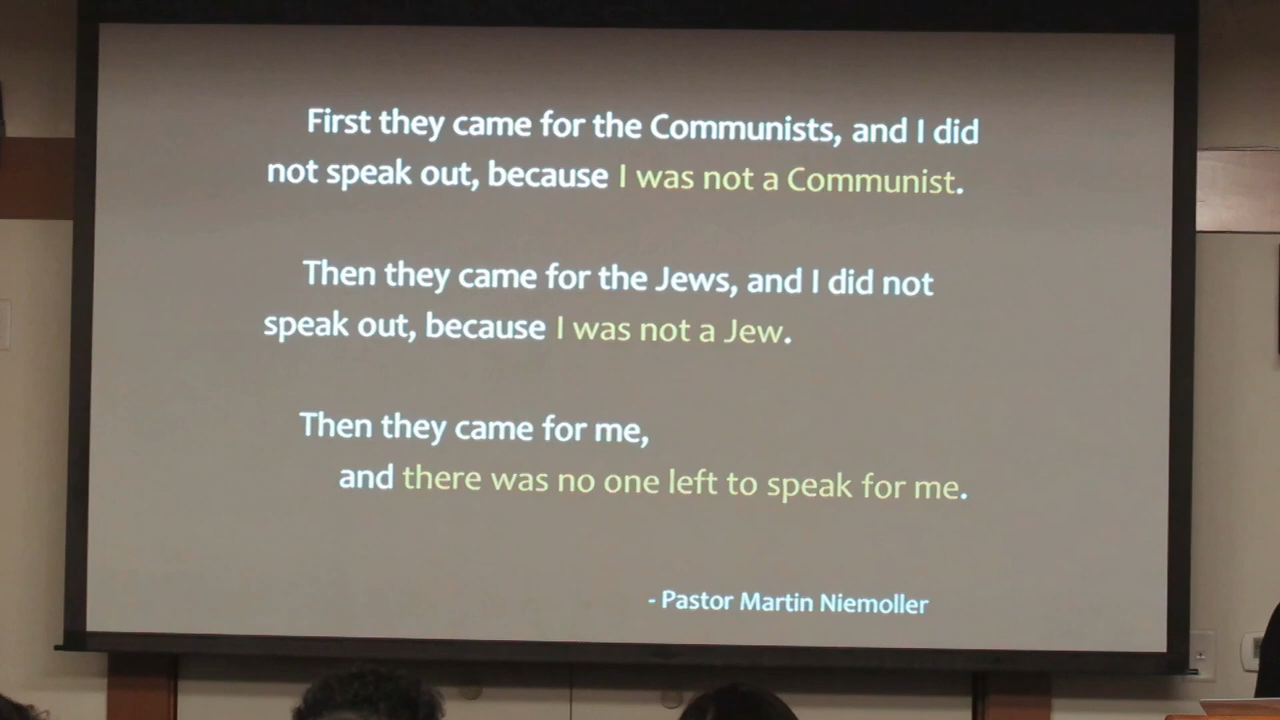 First they came for the Communists, and I did
not speak out, because I was not a Communist.
Then they came for the Jews, and I did not
speak out, because I was not a Jew.
Then they came for me,
and there was no one left to speak for me.
- Pastor Martin Niemoller